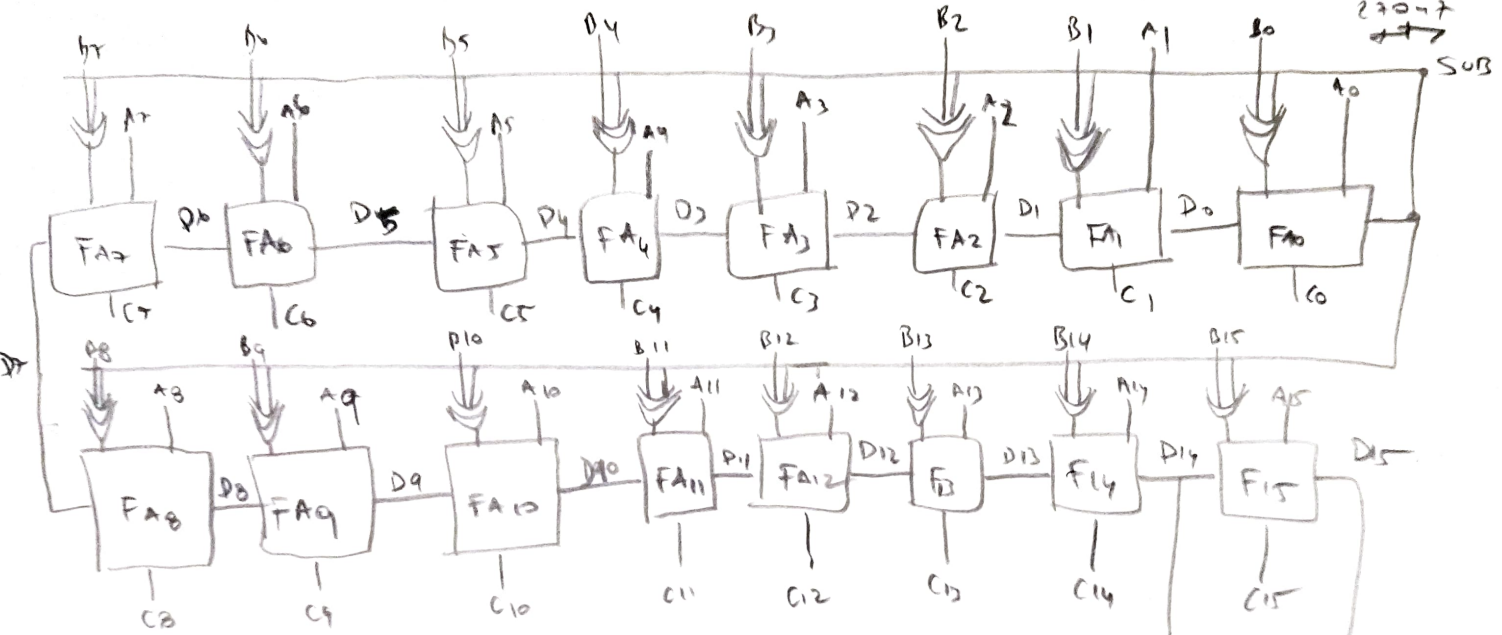 B7 B6 B5 B4 B3 B2 B1 A1 B0
SUB
A7 A6 A5 A4 A3 A2 A0
D6 D5 D4 D3 D2 D1 D0
FA7 FA6 FA5 FA4 FA3 FA2 FA1 FA0
C7 C6 C5 C4 C3 C2 C1 C0
D7
B8 B9 B10 B11 B12 B13 B14 B15
A8 A9 A10 A11 A12 A13 A14 A15
D8 D9 D10 D11 D12 D13 D14 D15
FA8 FA9 FA10 FA11 FA12 F13 F14 F15
C8 C9 C10 C11 C12 C13 C14 C15